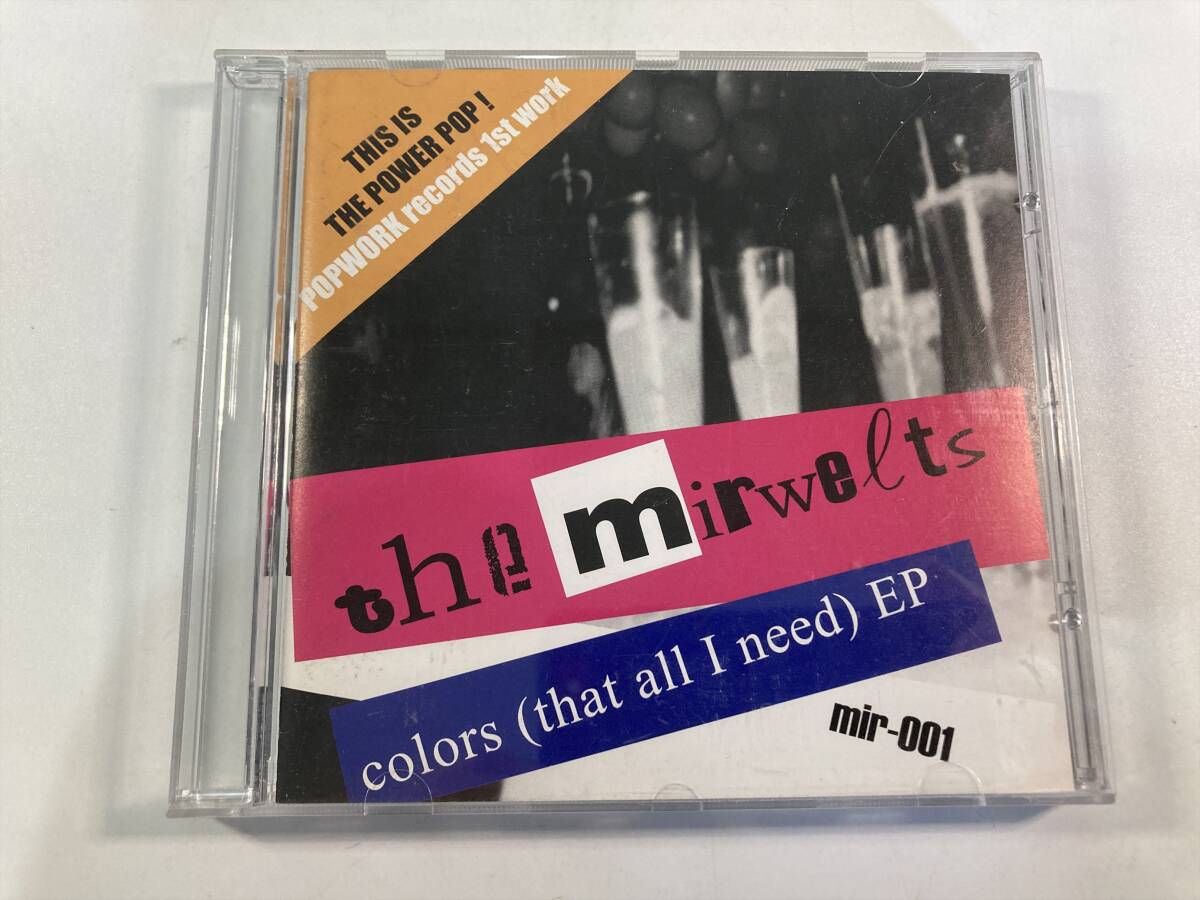 THIS IS
THE POWER POP!
POPWORK records 1st work
the mirwelts
colors (that all I need) EP
mir-001